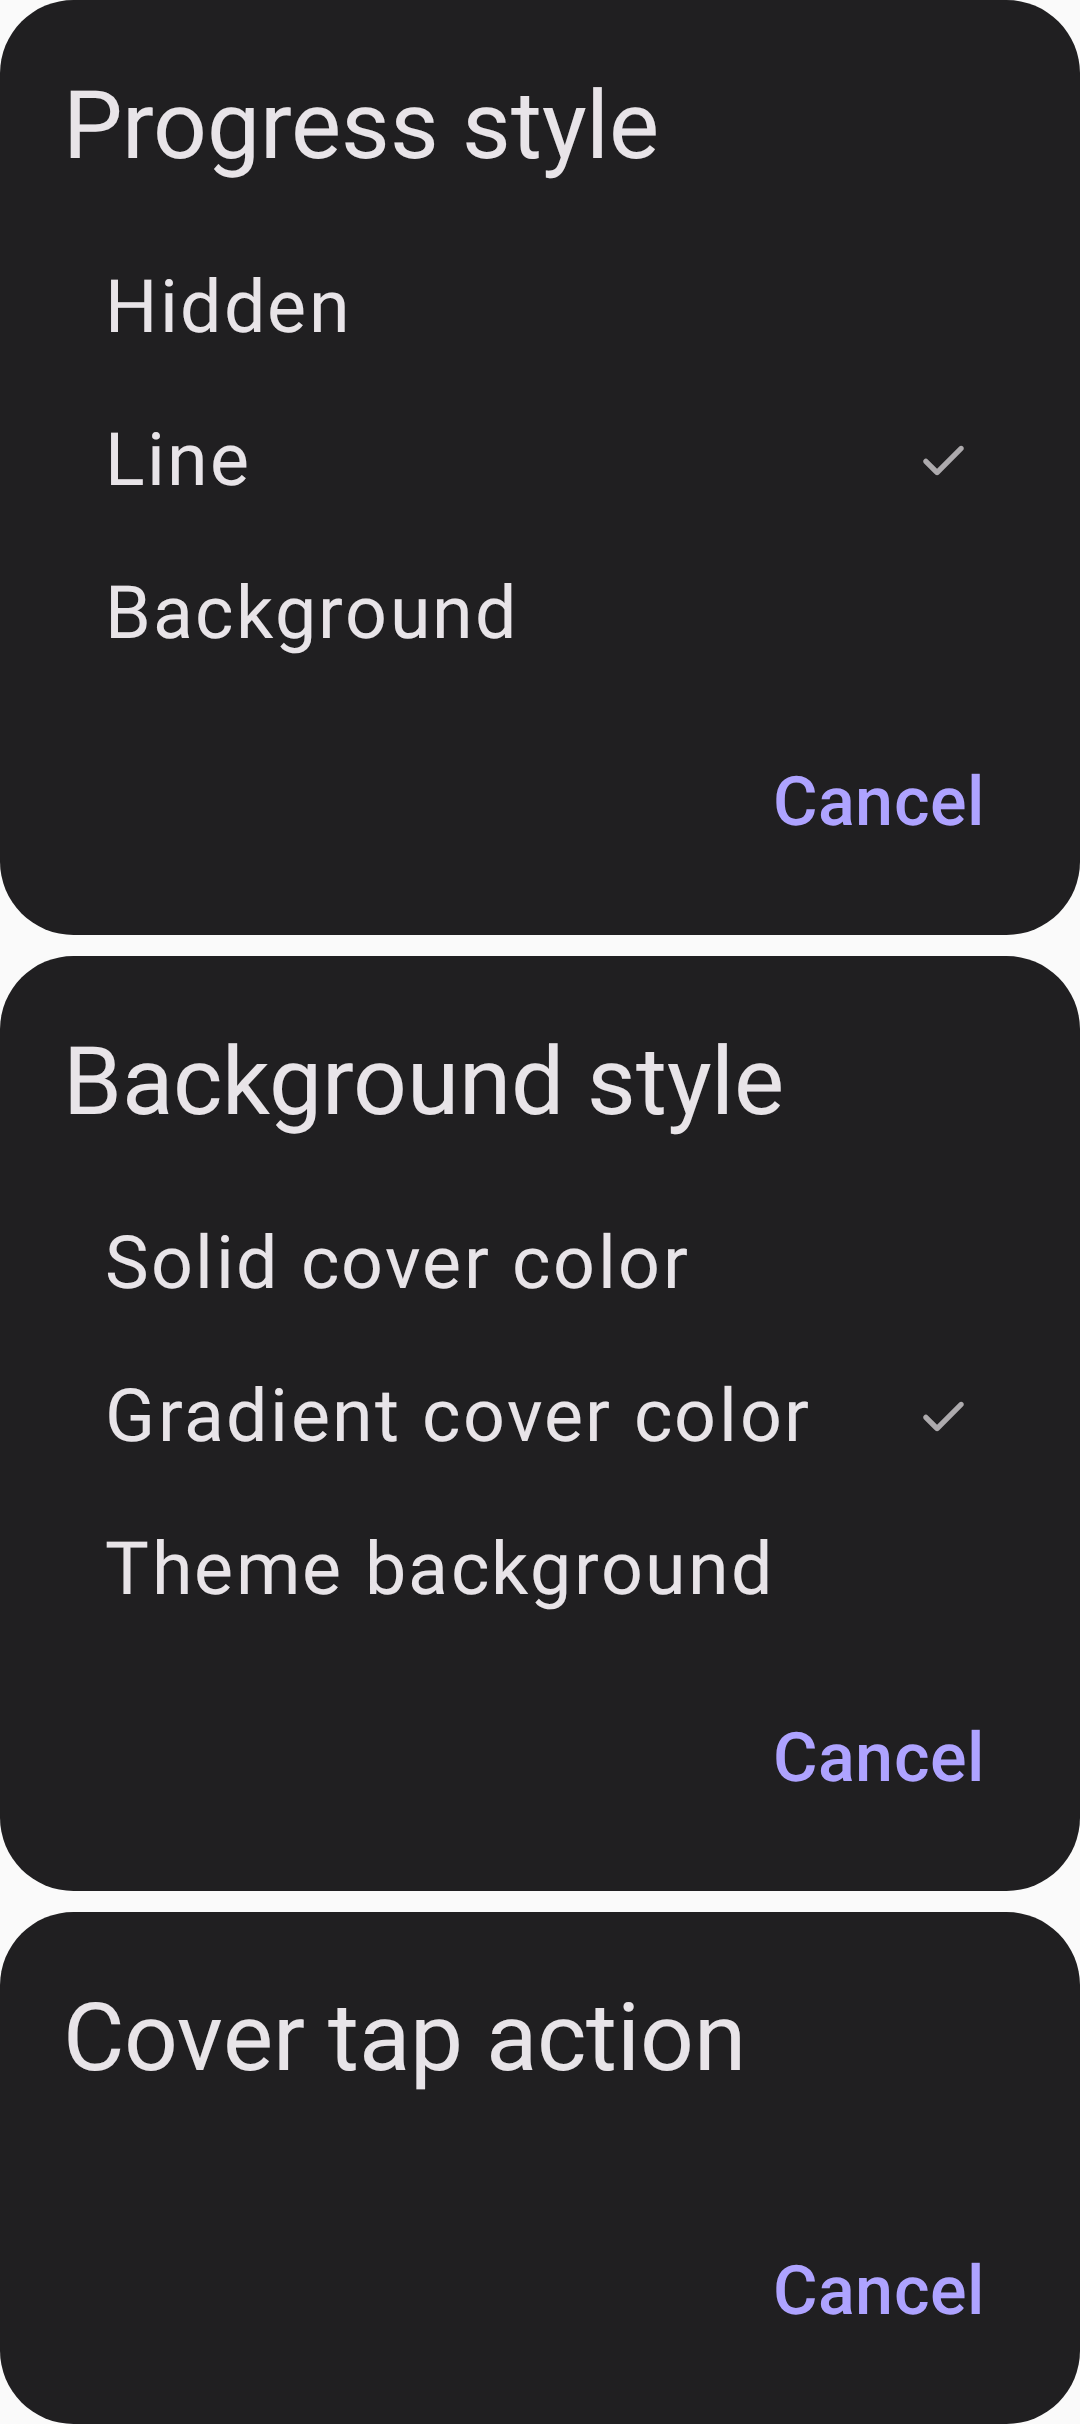 Progress style
Hidden
Line
Background
Cancel
Background style
Solid cover color
Gradient cover color
Theme background
Cancel
Cover tap action
Cancel